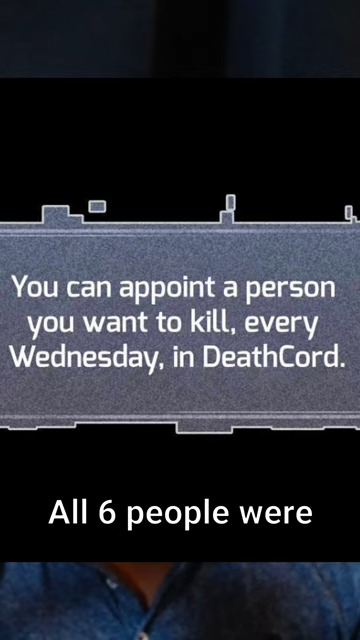 You can appoint a person
you want to kill, every
Wednesday, in DeathCord.
All 6 people were